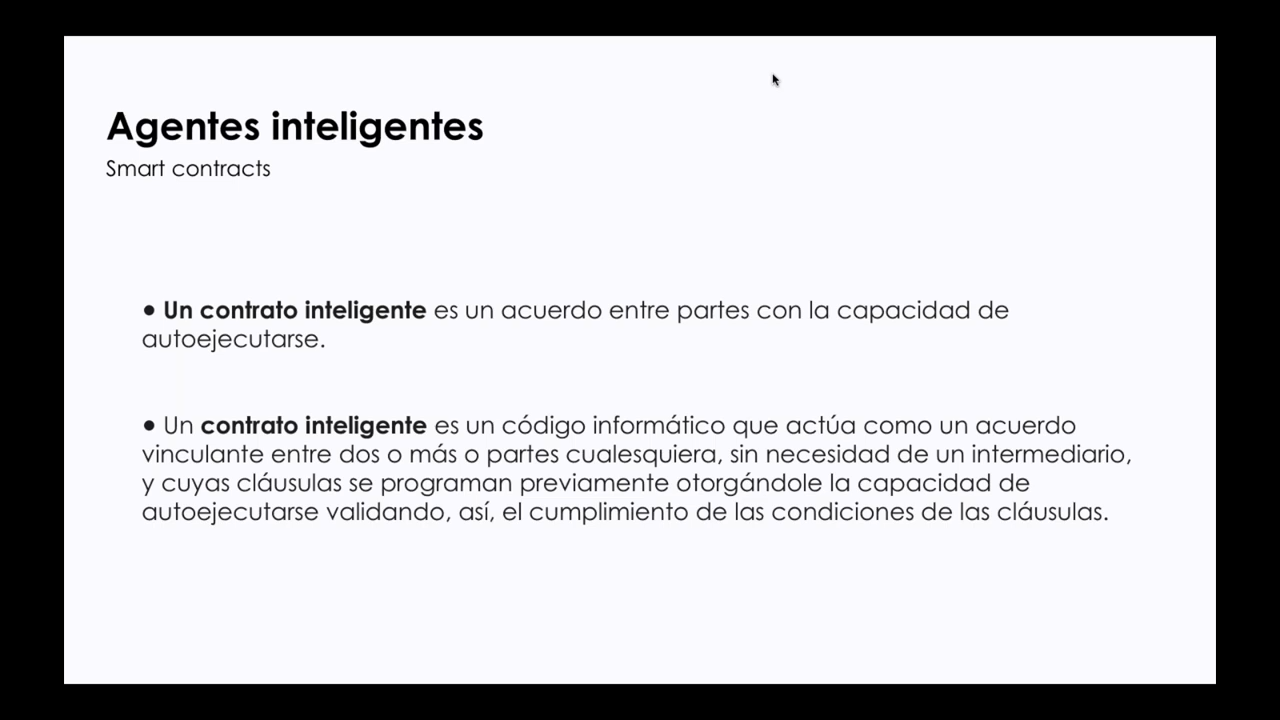 Agentes inteligentes
Smart contracts
● Un contrato inteligente es un acuerdo entre partes con la capacidad de
autoejecutarse.
● Un contrato inteligente es un código informático que actúa como un acuerdo
vinculante entre dos o más o partes cualesquiera, sin necesidad de un intermediario,
y cuyas cláusulas se programan previamente otorgándole la capacidad de
autoejecutarse validando, así, el cumplimiento de las condiciones de las cláusulas.